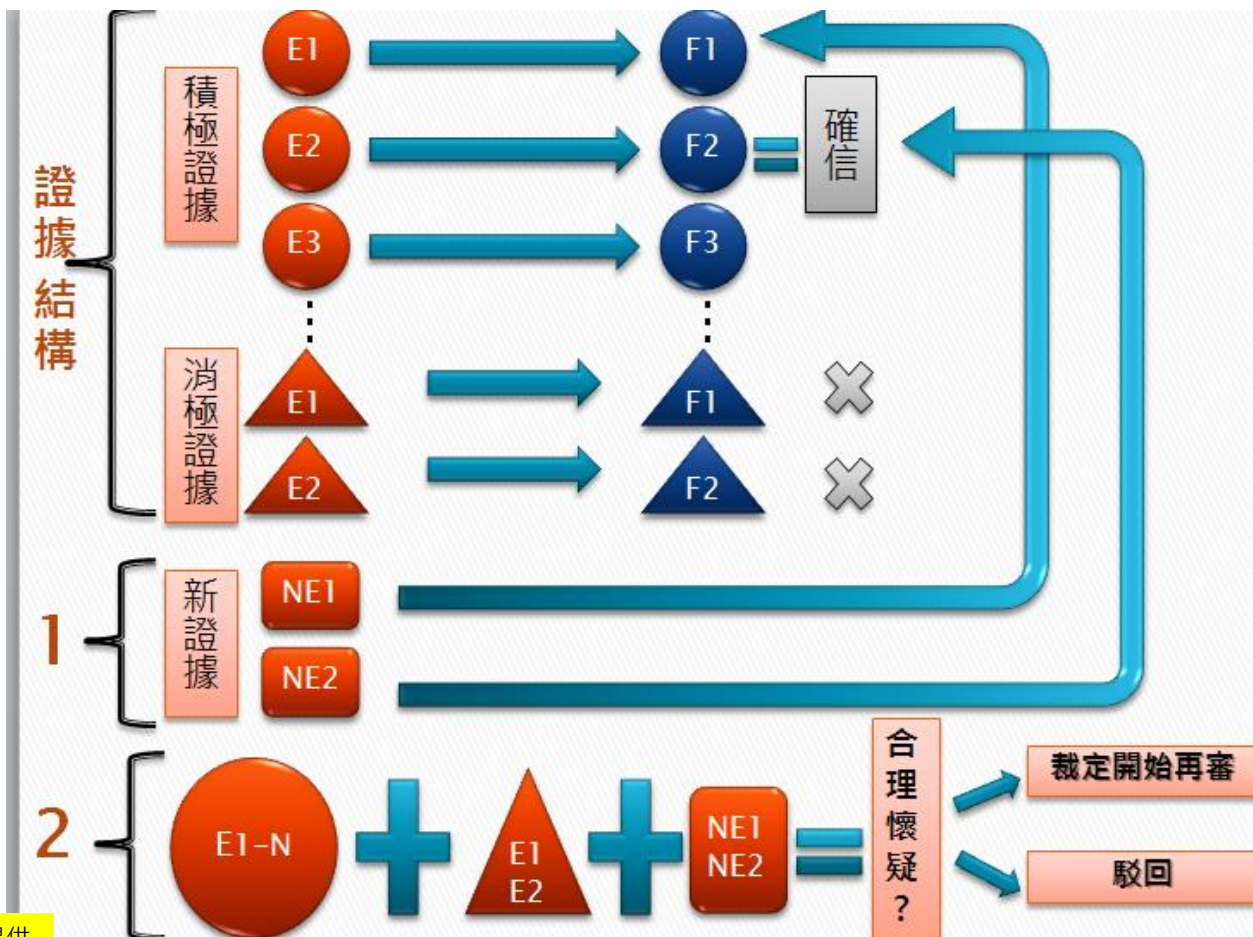 證據結構
積極證據
E1
F1
E2
F2
確信
E3
F3
消極證據
E1
F1
E2
F2
1
新證據
NE1
NE2
2
E1-N
E1
E2
NE1
NE2
合理懷疑?
裁定開始再審
駁回